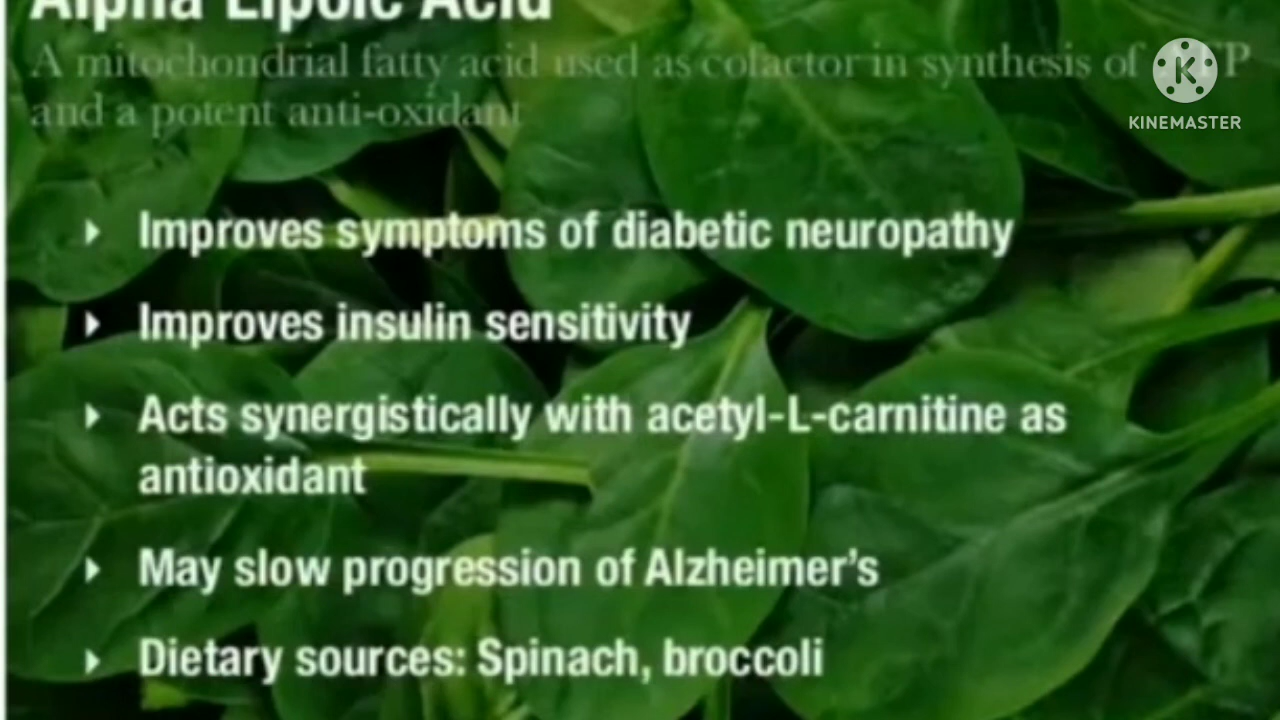 Alpha Lipoic Acid
A mitochondrial fatty acid used as cofactor in synthesis of
and a potent anti-oxidant
KINEMASTER
Improves symptoms of diabetic neuropathy
Improves insulin sensitivity
Acts synergistically with acetyl-L-carnitine as
antioxidant
May slow progression of Alzheimer’s
Dietary sources: Spinach, broccoli